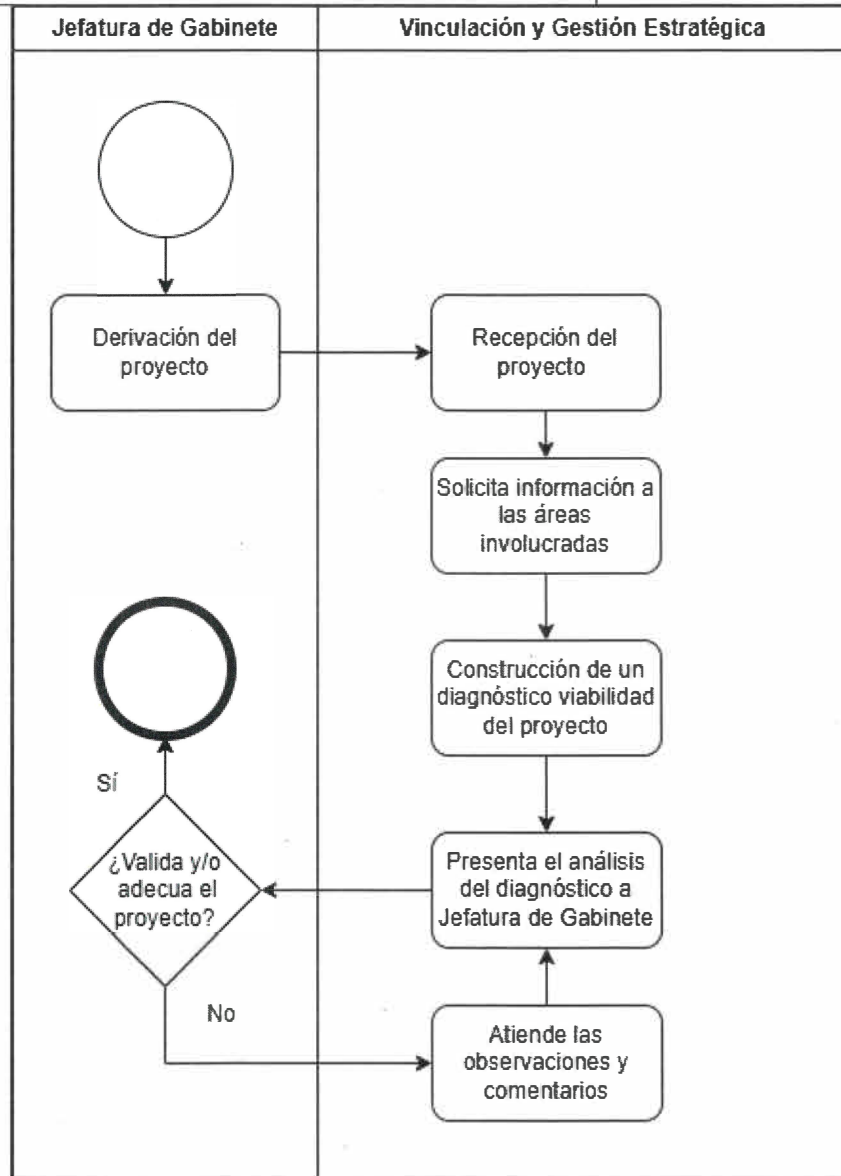 Jefatura de Gabinete
Vinculación y Gestión Estratégica
Derivación del
proyecto
Recepción del
proyecto
Solicita información a
las áreas
involucradas
Construcción de un
diagnóstico viabilidad
del proyecto
Sí
¿Valida y/o
adecua el
proyecto?
Presenta el análisis
del diagnóstico a
Jefatura de Gabinete
No
Atiende las
observaciones y
comentarios